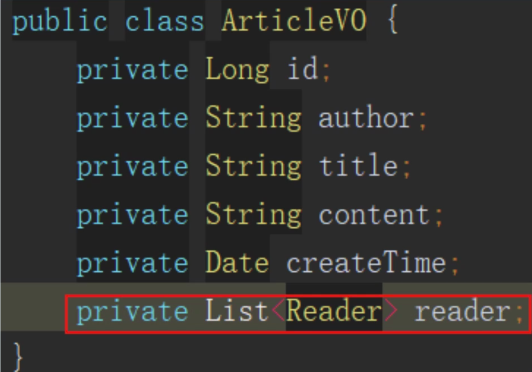 public class ArticleVO {
private Long id;
private String author;
private String title;
private String content;
private Date createTime;
private List<Reader> reader;
}